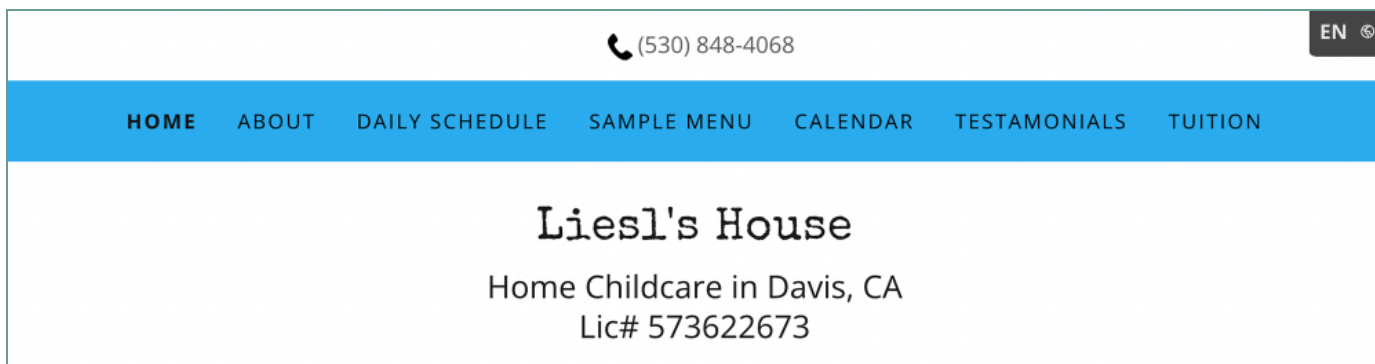 (530) 848-4068
EN
HOME ABOUT DAILY SCHEDULE SAMPLE MENU CALENDAR TESTAMONIALS TUITION
Liesl's House
Home Childcare in Davis, CA
Lic# 573622673